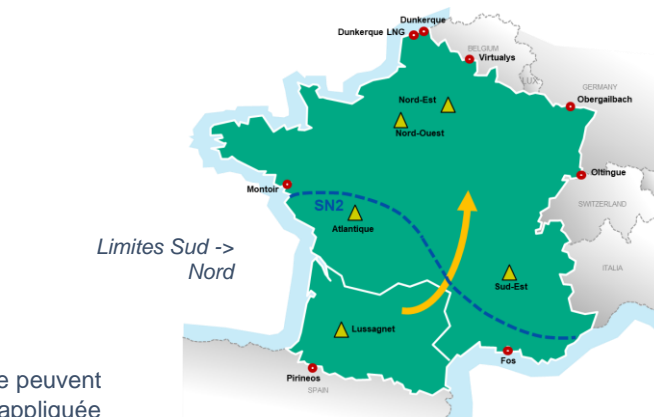 Dunkerque
Dunkerque LNG
BELGIUM
Virtualys
LUX
GERMANY
Nord-Est
Obergailbach
Nord-Ouest
Oltingue
Montoir
SN2
SWITZERLAND
Atlantique
Limites Sud ->
Nord
ITALIA
Sud-Est
Lussagnet
Fos
Pirineos
SPAIN
e peuvent
appliquée